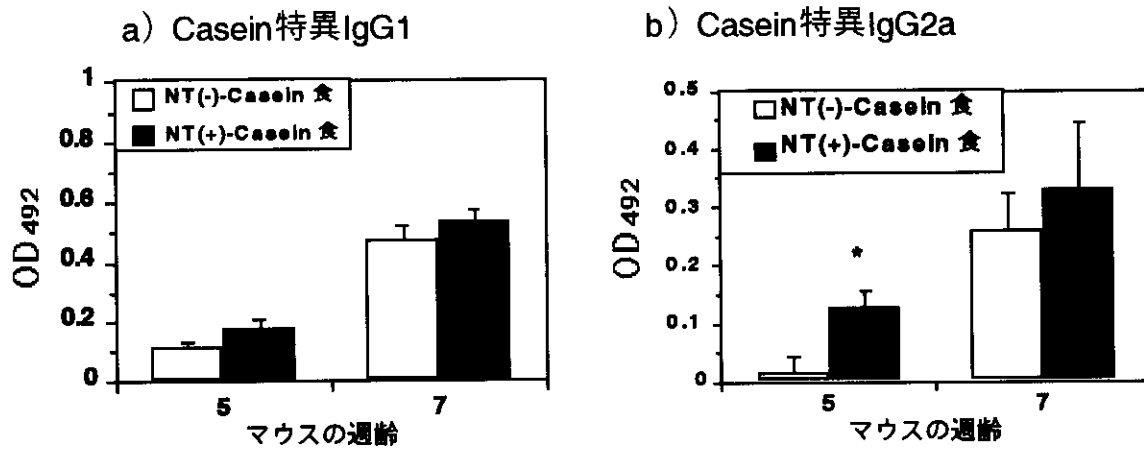 a) Casein特異IgG1
1
0.8
0.6
0.4
0.2
0
OD492
NT(-)-Casein 食
NT(+)-Casein 食
5
7
マウスの週齢
b) Casein特異IgG2a
0.5
0.4
0.3
0.2
0.1
0
OD492
NT(-)-Casein 食
NT(+)-Casein 食
*
5
7
マウスの週齢